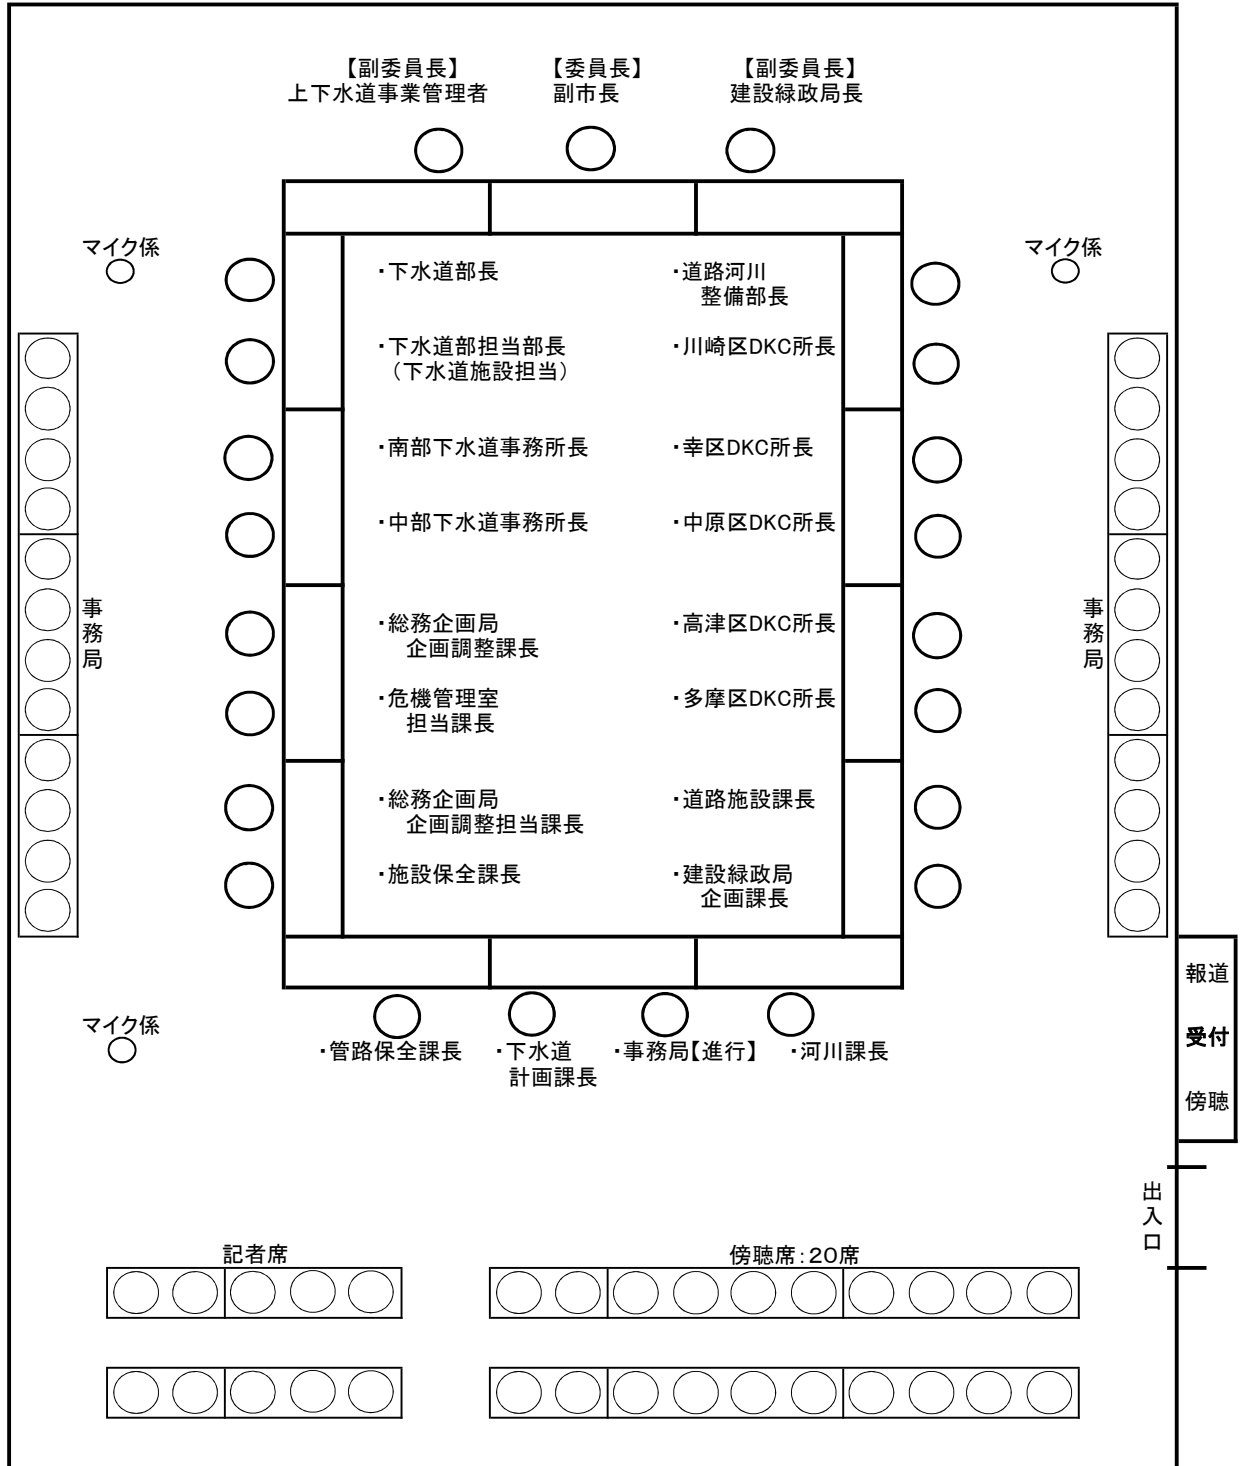 【副委員長】
上下水道事業管理者
【委員長】
副市長
【副委員長】
建設緑政局長
マイク係
マイク係
・下水道部長
・道路河川
整備部長
・下水道部担当部長
（下水道施設担当）
・川崎区DKC所長
・南部下水道事務所長
・幸区DKC所長
・中部下水道事務所長
・中原区DKC所長
事務局
・総務企画局
企画調整課長
・高津区DKC所長
事務局
・危機管理室
担当課長
・多摩区DKC所長
・総務企画局
企画調整担当課長
・道路施設課長
・施設保全課長
・建設緑政局
企画課長
報道
受付
傍聴
マイク係
・管路保全課長
・下水道
計画課長
・事務局【進行】
・河川課長
出入口
記者席
傍聴席：20席